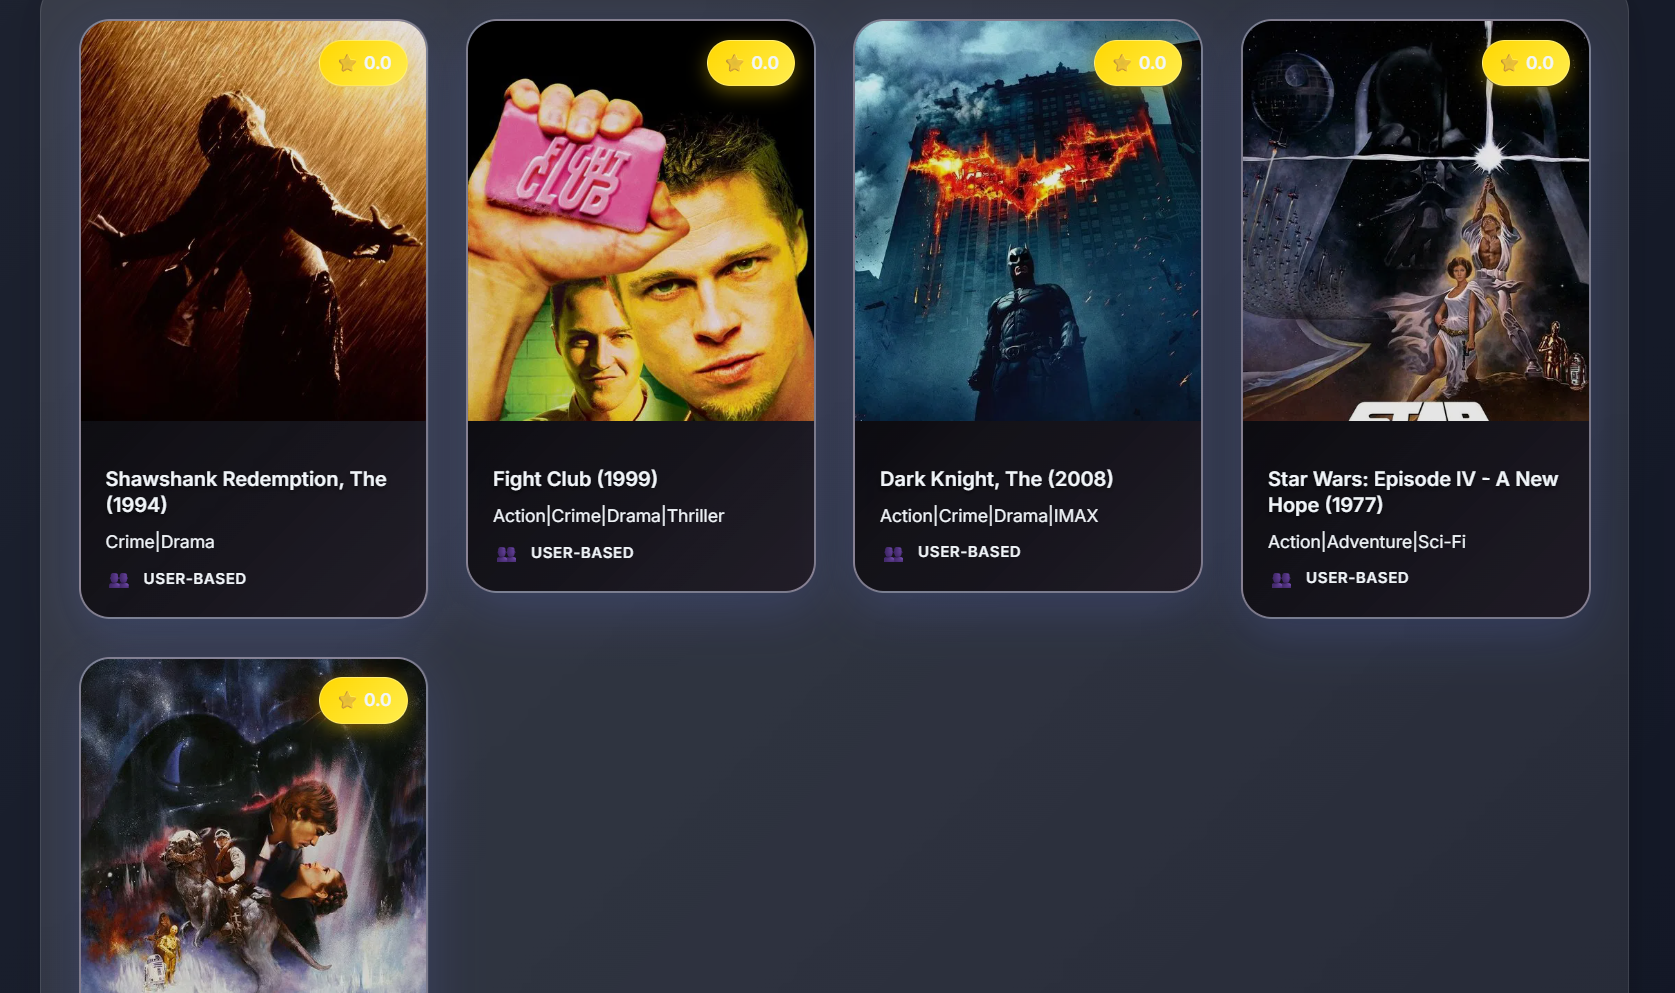 0.0
0.0
0.0
0.0
FIGHT
CLUB
STAR
Shawshank Redemption, The
(1994)
Crime|Drama
USER-BASED
Fight Club (1999)
Action|Crime|Drama|Thriller
USER-BASED
Dark Knight, The (2008)
Action|Crime|Drama|IMAX
USER-BASED
Star Wars: Episode IV - A New
Hope (1977)
Action|Adventure|Sci-Fi
USER-BASED
0.0